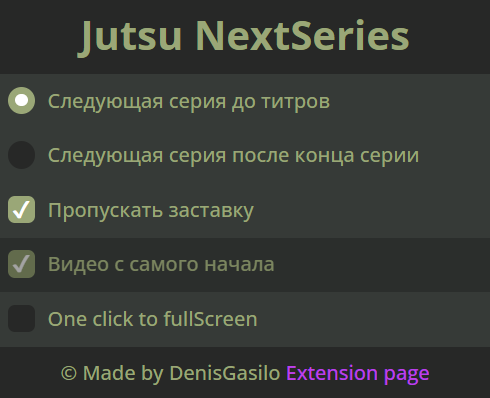 Jutsu NextSeries
Следующая серия до титров
Следующая серия после конца серии
Пропускать заставку
Видео с самого начала
One click to fullScreen
© Made by DenisGasilo Extension page